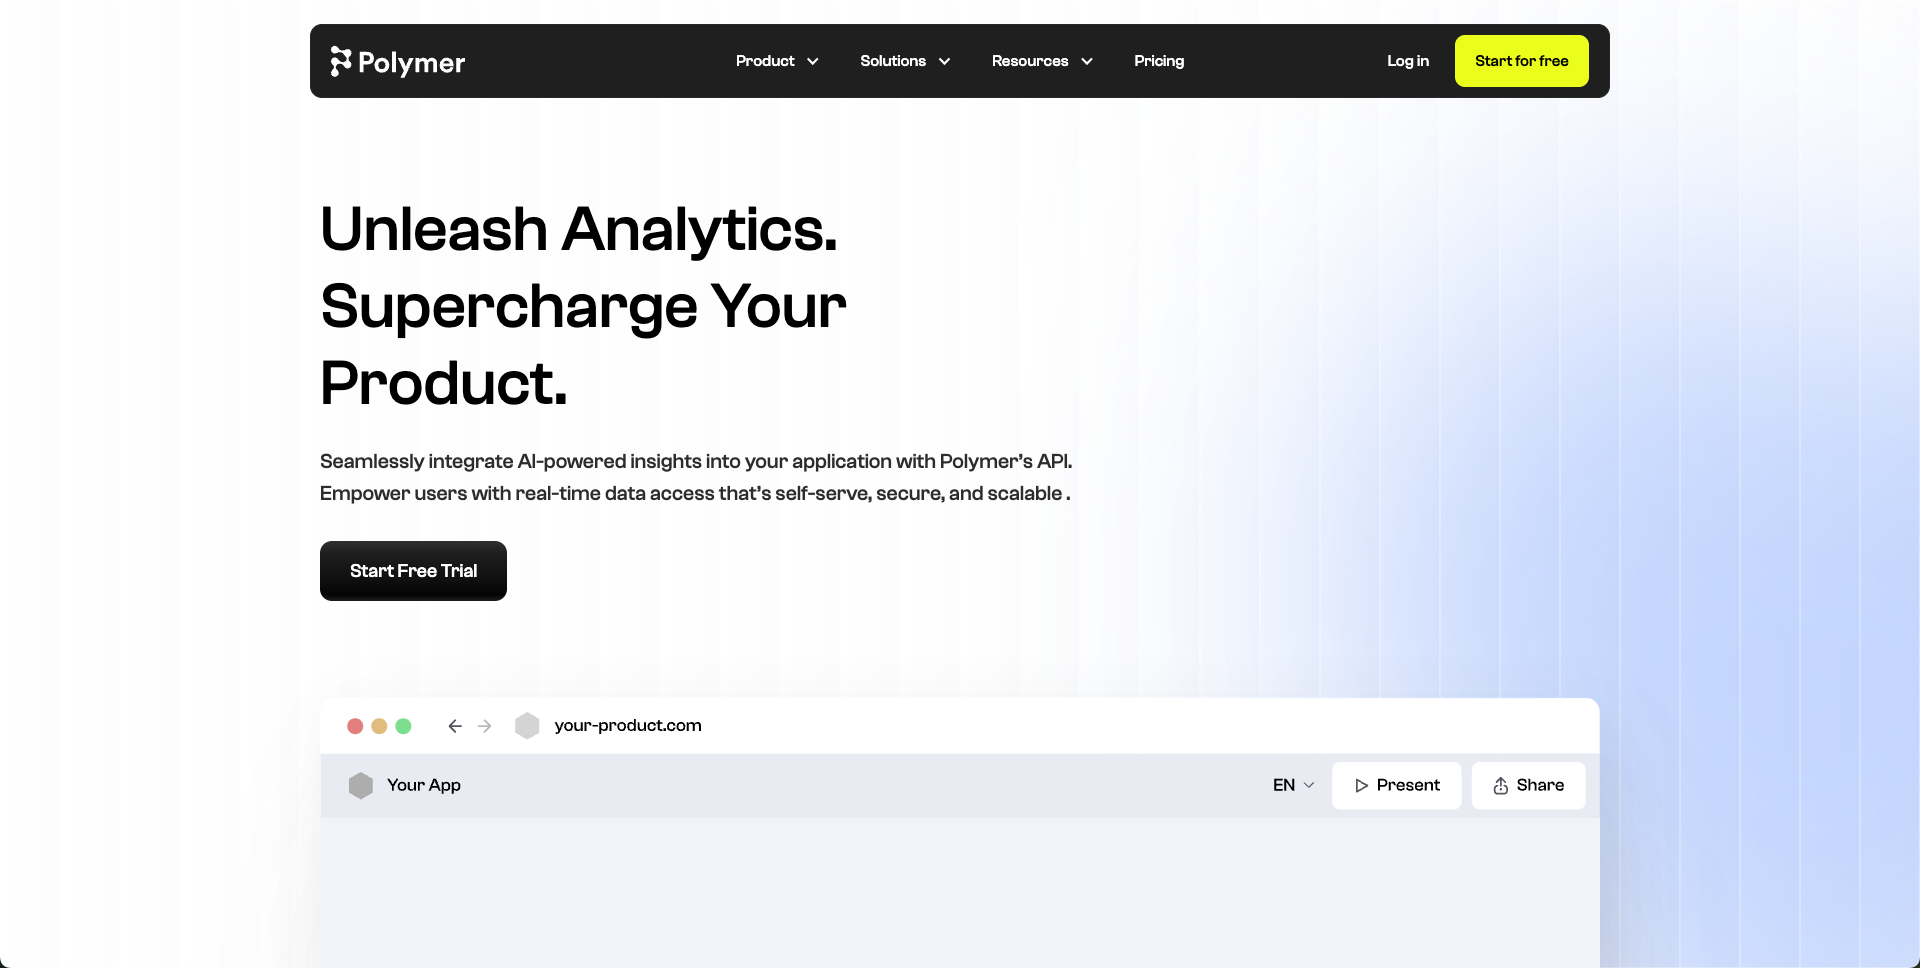 Polymer
Product
Solutions
Resources
Pricing
Log in
Start for free
Unleash Analytics.
Supercharge Your
Product.
Seamlessly integrate AI-powered insights into your application with Polymer’s API.
Empower users with real-time data access that’s self-serve, secure, and scalable .
Start Free Trial
your-product.com
Your App
EN
Present
Share